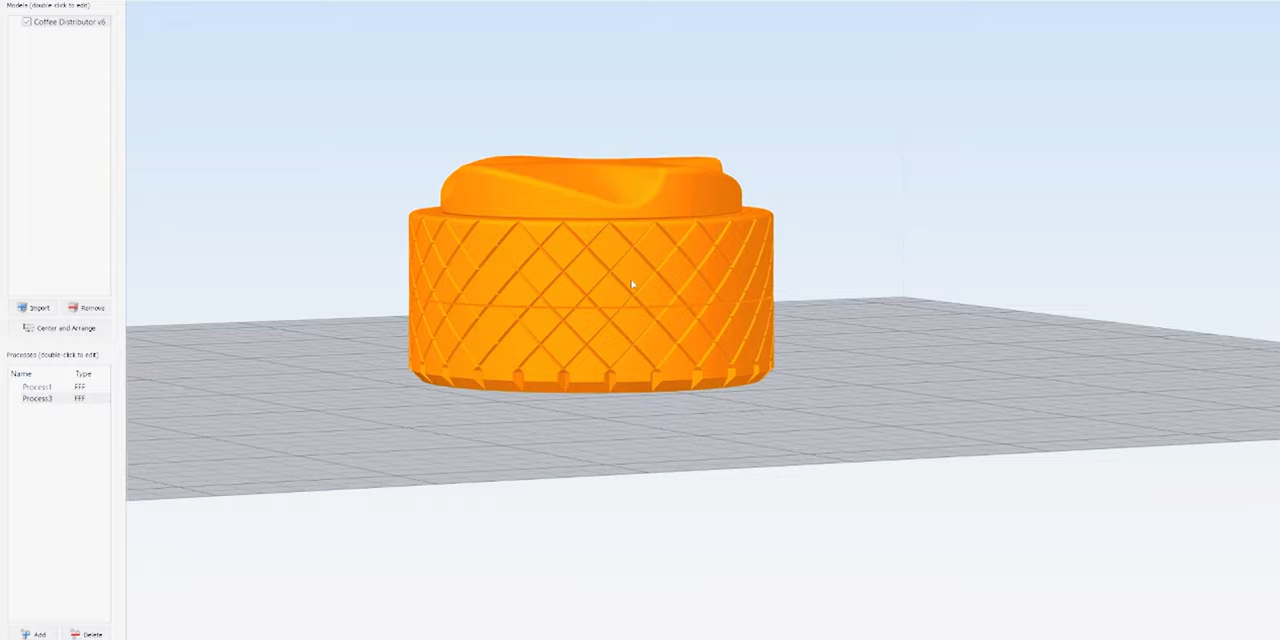 Models (double-click to edit)
Coffee Distributor v6
Import Remove
Center and Arrange
Processes (double-click to edit)
Name Type
Process1 FFF
Process3 FFF
Add Delete